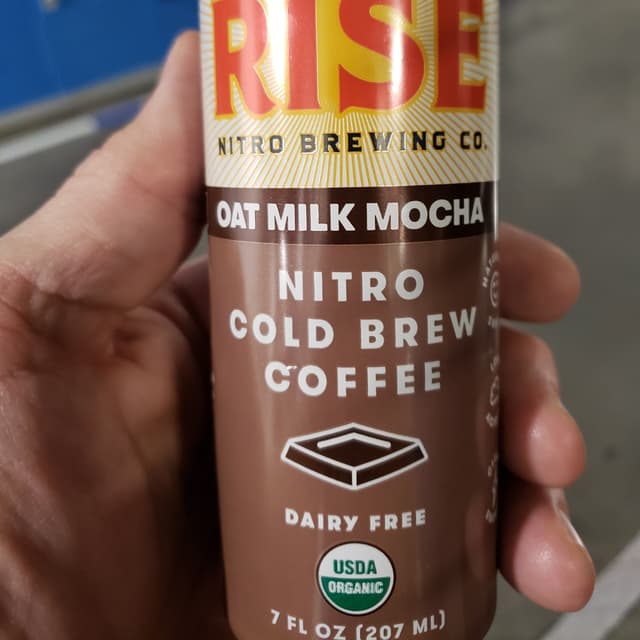 RISE
NITRO BREWING CO.
OAT MILK MOCHA
NITRO
COLD BREW
COFFEE
DAIRY FREE
USDA
ORGANIC
7 FL OZ (207 ML)